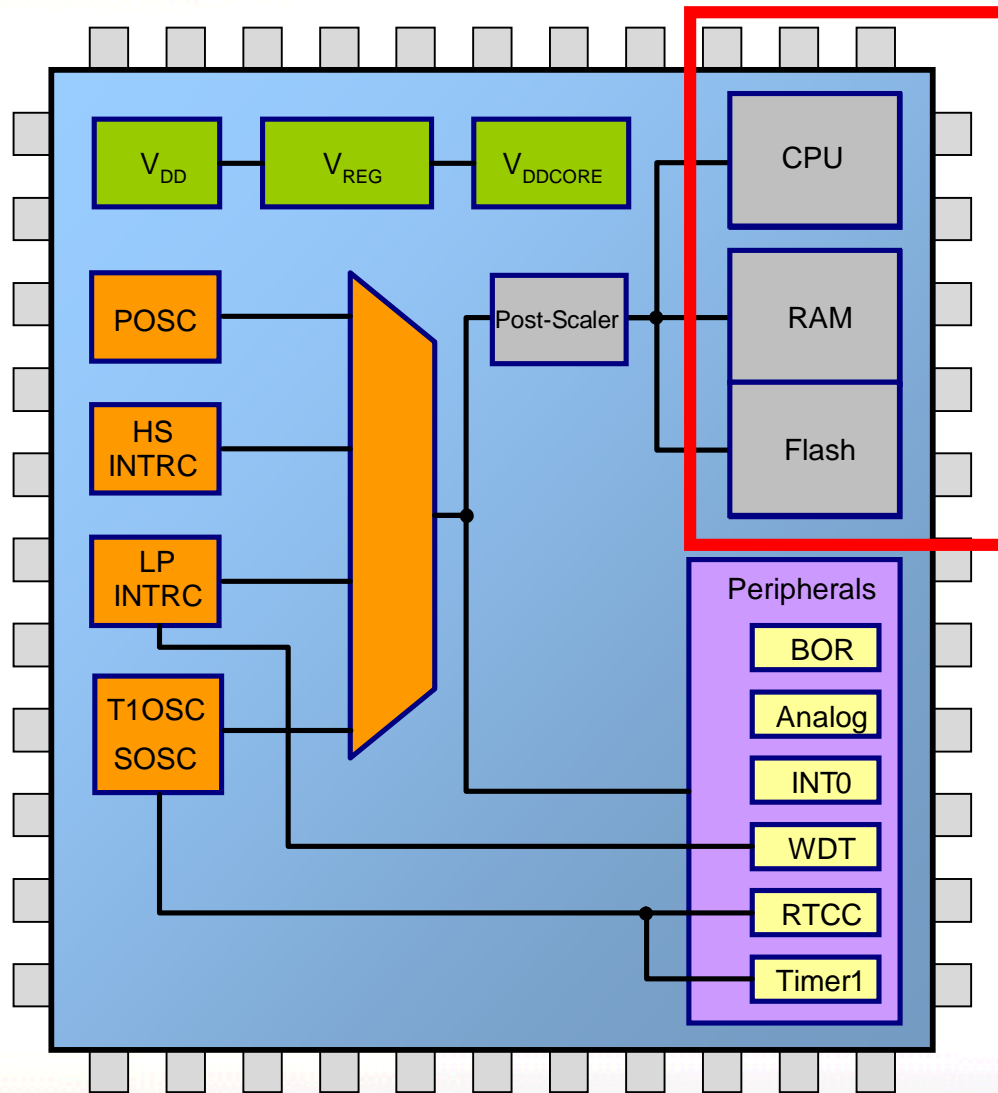 VDD
VREG
VDDCORE
CPU
POSC
Post-Scaler
RAM
HS
INTRC
Flash
LP
INTRC
Peripherals
BOR
T1OSC
SOSC
Analog
INT0
WDT
RTCC
Timer1